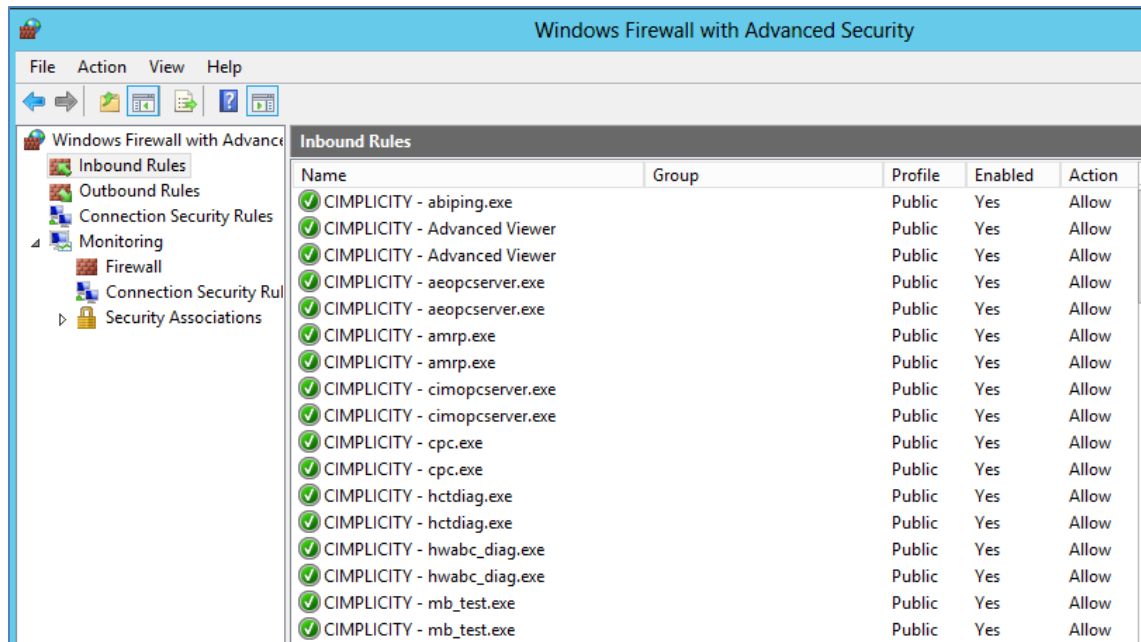 Windows Firewall with Advanced Security
File Action View Help
Windows Firewall with Advance
Inbound Rules
Outbound Rules
Connection Security Rules
Monitoring
Firewall
Connection Security Rul
Security Associations
Inbound Rules
Name Group Profile Enabled Action
CIMPLICITY - abiping.exe Public Yes Allow
CIMPLICITY - Advanced Viewer Public Yes Allow
CIMPLICITY - Advanced Viewer Public Yes Allow
CIMPLICITY - aeopcserver.exe Public Yes Allow
CIMPLICITY - aeopcserver.exe Public Yes Allow
CIMPLICITY - amrp.exe Public Yes Allow
CIMPLICITY - amrp.exe Public Yes Allow
CIMPLICITY - cimopcserver.exe Public Yes Allow
CIMPLICITY - cimopcserver.exe Public Yes Allow
CIMPLICITY - cpc.exe Public Yes Allow
CIMPLICITY - cpc.exe Public Yes Allow
CIMPLICITY - hctdiag.exe Public Yes Allow
CIMPLICITY - hctdiag.exe Public Yes Allow
CIMPLICITY - hwabc_diag.exe Public Yes Allow
CIMPLICITY - hwabc_diag.exe Public Yes Allow
CIMPLICITY - mb_test.exe Public Yes Allow
CIMPLICITY - mb_test.exe Public Yes Allow